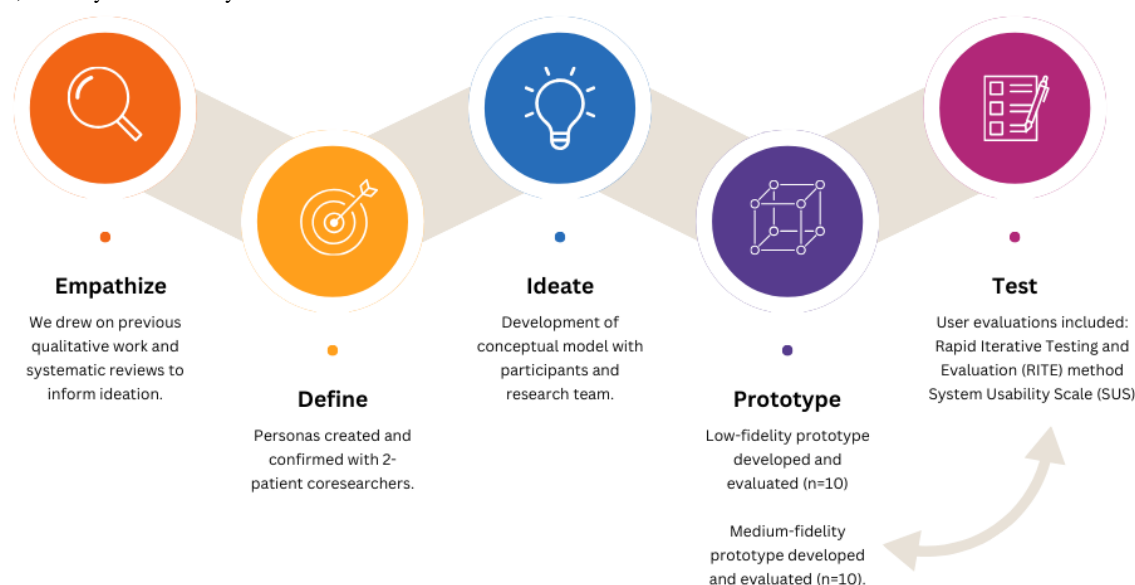 Empathize
We drew on previous
qualitative work and
systematic reviews to
inform ideation.
Define
Personas created and
confirmed with 2-
patient coresearchers.
Ideate
Development of
conceptual model with
participants and
research team.
Prototype
Low-fidelity prototype
developed and
evaluated (n=10)
Medium-fidelity
prototype developed
and evaluated (n=10).
Test
User evaluations included:
Rapid Iterative Testing and
Evaluation (RITE) method
System Usability Scale (SUS)